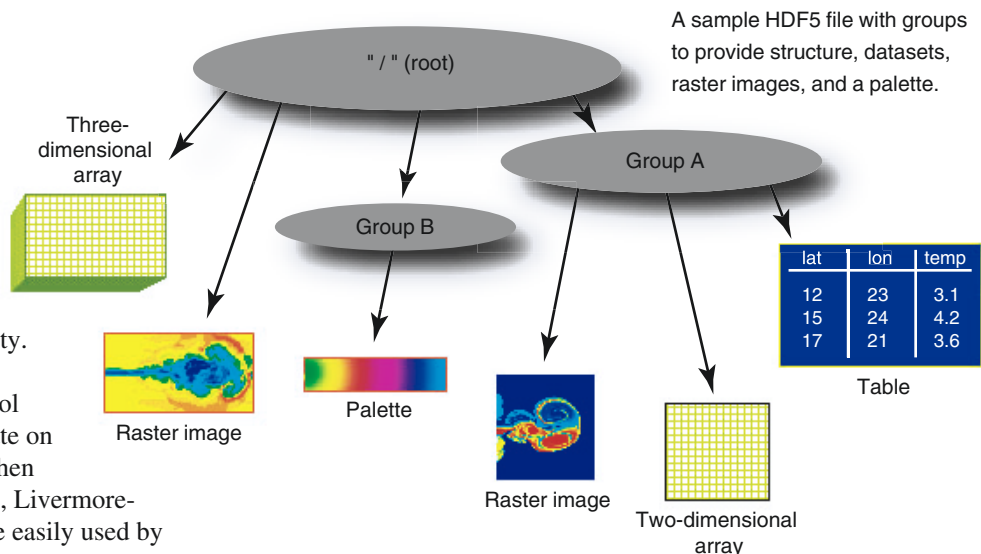 A sample HDF5 file with groups
to provide structure, datasets,
raster images, and a palette.
" / " (root)
Three-
dimensional
array
Group A
Group B
lat lon temp
12 23 3.1
15 24 4.2
17 21 3.6
Table
Raster image
Palette
Raster image
Two-dimensional
array
ty.
ol
te on
hen
, Livermore-
e easily used by